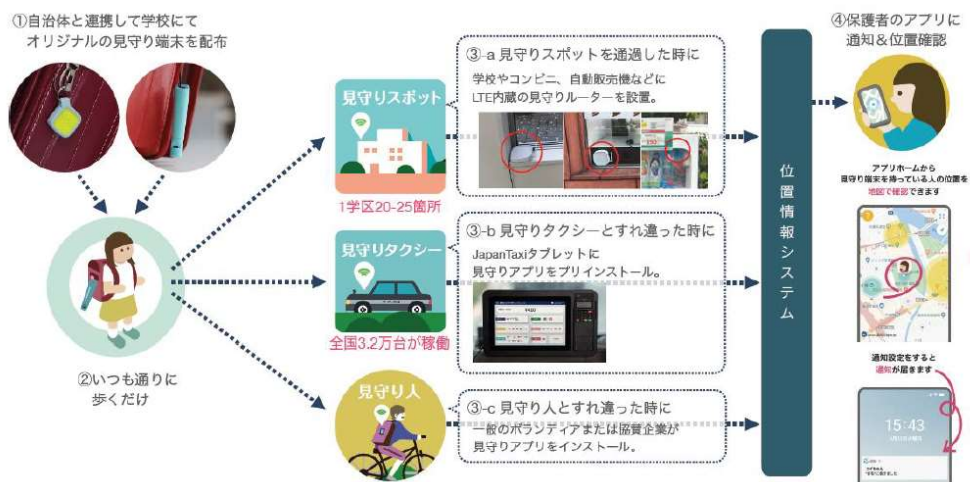 ①自治体と連携して学校にて
オリジナルの見守り端末を配布
見守りスポット
1学区20-25箇所
③-a 見守りスポットを通過した時に
学校やコンビニ、自動販売機などに
LTE内蔵の見守りルーターを設置。
見守りタクシー
全国3.2万台が稼働
③-b 見守りタクシーとすれ違った時に
JapanTaxiタブレットに
見守りアプリをプリインストール。
②いつも通りに
歩くだけ
見守り人
③-c 見守り人とすれ違った時に
一般のボランティアまたは協賛企業が
見守りアプリをインストール。
位置情報システム
④保護者のアプリに
通知&位置確認
アプリホームから
見守り端末を持っている人の位置を
地図で確認できます
通知設定をすると
通知が届きます
15:43